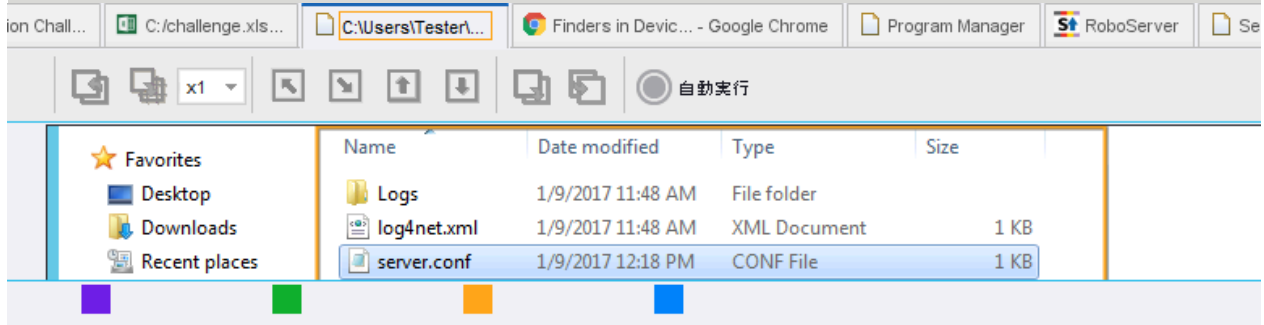 ion Chall... C:/challenge.xls... C:\Users\Tester\... Finders in Devic... - Google Chrome Program Manager St RoboServer Se
x1 自動実行
Name Date modified Type Size
Favorites
Desktop Logs 1/9/2017 11:48 AM File folder
Downloads log4net.xml 1/9/2017 11:48 AM XML Document 1 KB
Recent places server.conf 1/9/2017 12:18 PM CONF File 1 KB